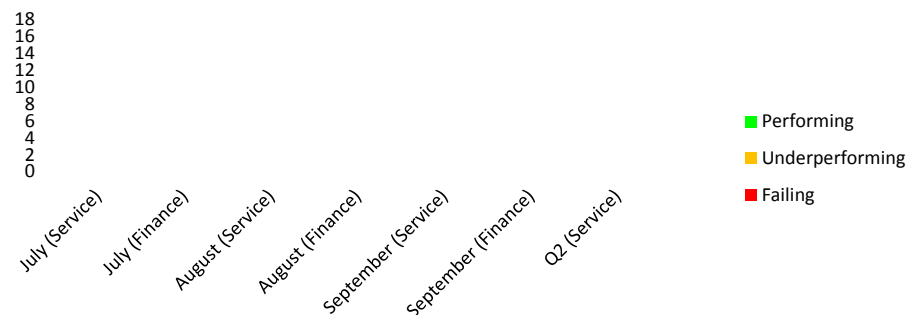 18
16
14
12
10
8
6
4
2
0
July (Service)
July (Finance)
August (Service)
August (Finance)
September (Service)
September (Finance)
Q2 (Service)
Performing
Underperforming
Failing